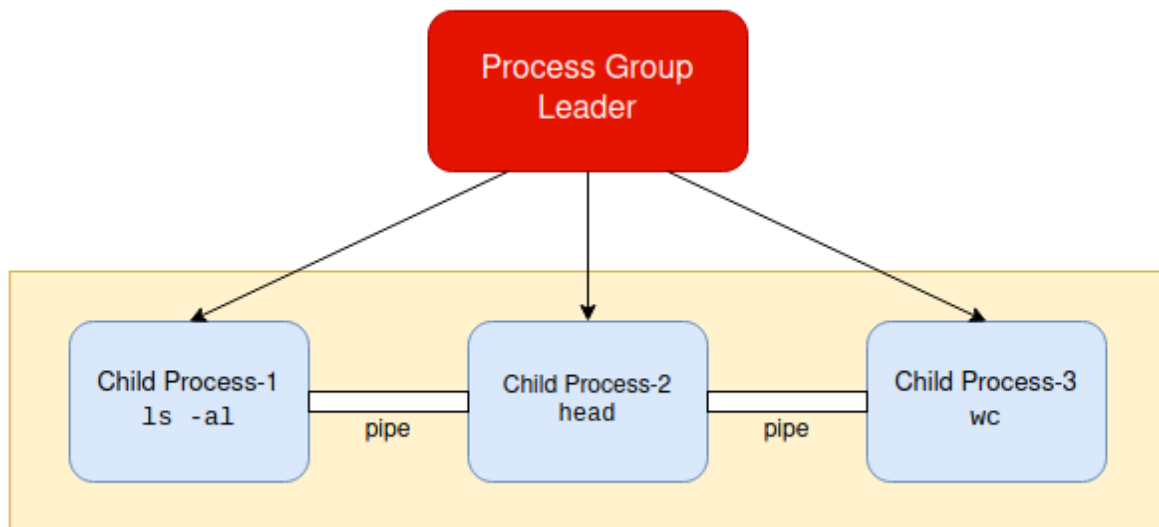 Process Group
Leader
Child Process-1
ls -al
Child Process-2
head
Child Process-3
wc
pipe
pipe